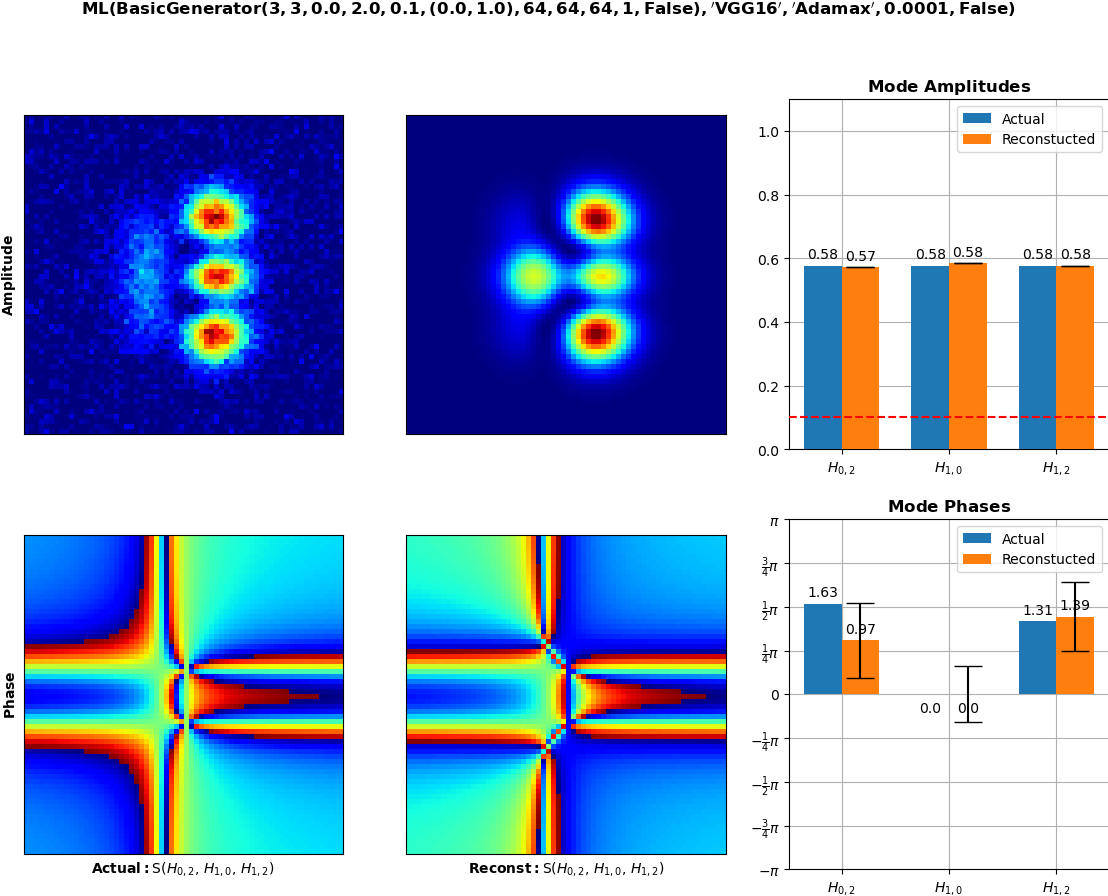 ML(BasicGenerator(3, 3, 0.0, 2.0, 0.1, (0.0, 1.0), 64, 64, 64, 1, False), 'VGG16', 'Adamax', 0.0001, False)
Amplitude
Mode Amplitudes
Actual
Reconstucted
1.0
0.8
0.6
0.4
0.2
0.0
0.58 0.57
0.58 0.58
0.58 0.58
H0,2 H1,0 H1,2
Phase
Actual: S(H0,2, H1,0, H1,2)
Reconst: S(H0,2, H1,0, H1,2)
Mode Phases
Actual
Reconstucted
π
3/4π
1/2π
1/4π
0
−1/4π
−1/2π
−3/4π
−π
1.63 0.97
0.0 0.0
1.31 1.39
H0,2 H1,0 H1,2